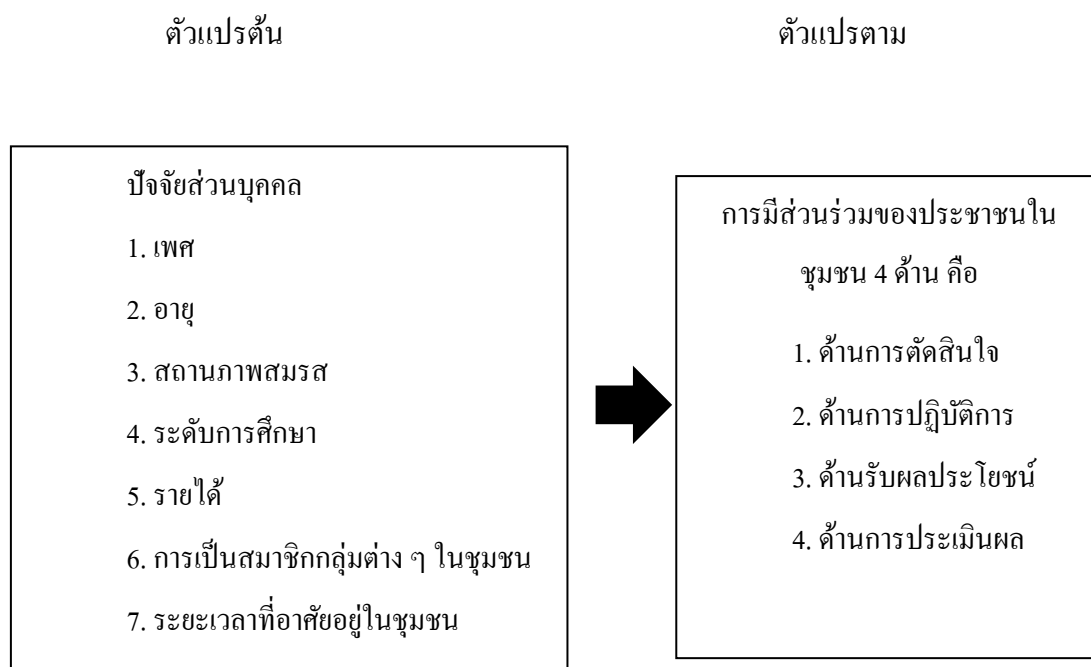 ตัวแปรต้น
ตัวแปรตาม
ปัจจัยส่วนบุคคล
1. เพศ
2. อายุ
3. สถานภาพสมรส
4. ระดับการศึกษา
5. รายได้
6. การเป็นสมาชิกกลุ่มต่าง ๆ ในชุมชน
7. ระยะเวลาที่อาศัยอยู่ในชุมชน
การมีส่วนร่วมของประชาชนใน
ชุมชน 4 ด้าน คือ
1. ด้านการตัดสินใจ
2. ด้านการปฏิบัติการ
3. ด้านรับผลประโยชน์
4. ด้านการประเมินผล